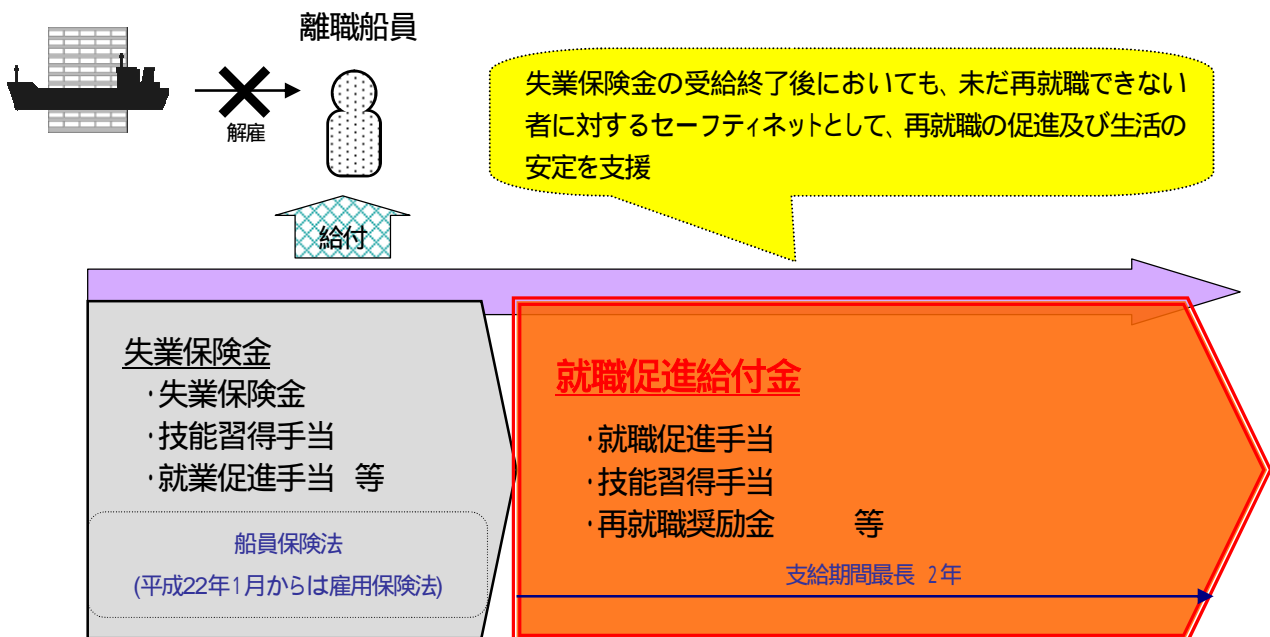 離職船員
解雇
失業保険金の受給終了後においても、未だ再就職できない
者に対するセーフティネットとして、再就職の促進及び生活の
安定を支援
給付
失業保険金
・失業保険金
・技能習得手当
・就業促進手当 等
船員保険法
(平成22年1月からは雇用保険法)
就職促進給付金
・就職促進手当
・技能習得手当
・再就職奨励金 等
支給期間最長 2年